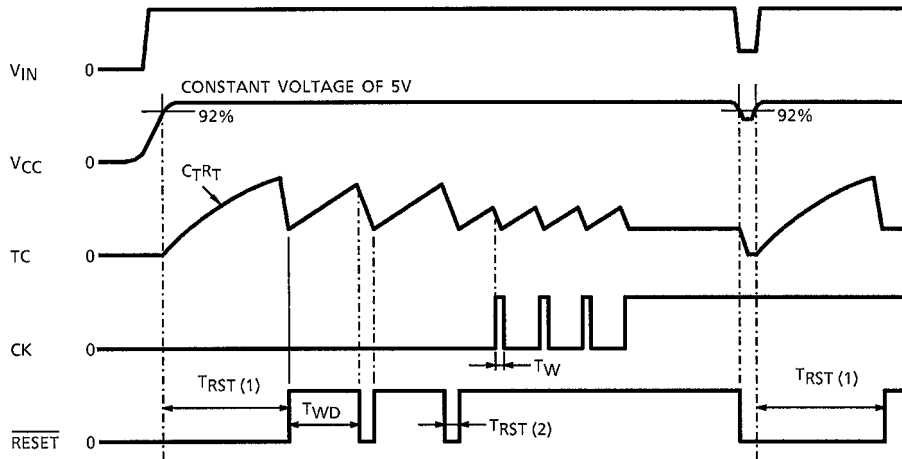 VIN 0
CONSTANT VOLTAGE OF 5V
92% 92%
VCC 0
CTRT
TC 0
CK 0
TW
TRST (1) TWD TRST (2) TRST (1)
RESET 0